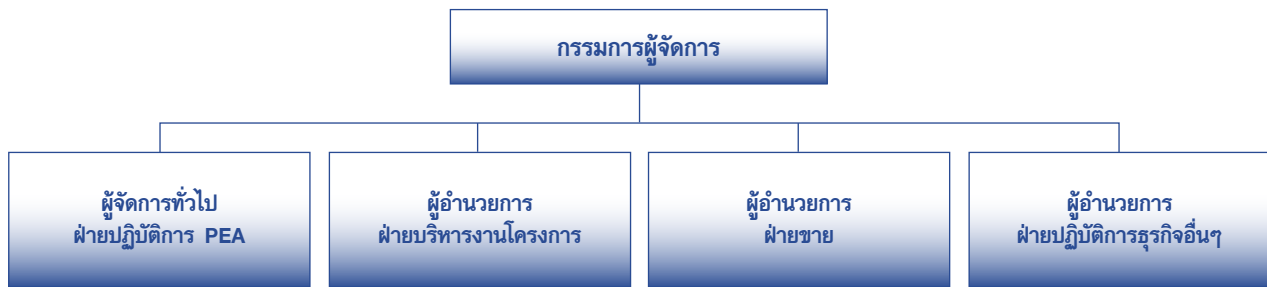 กรรมการผู้จัดการ
ผู้จัดการทั่วไป
ฝ่ายปฏิบัติการ PEA
ผู้อำนวยการ
ฝ่ายบริหารงานโครงการ
ผู้อำนวยการ
ฝ่ายขาย
ผู้อำนวยการ
ฝ่ายปฏิบัติการธุรกิจอื่นๆ